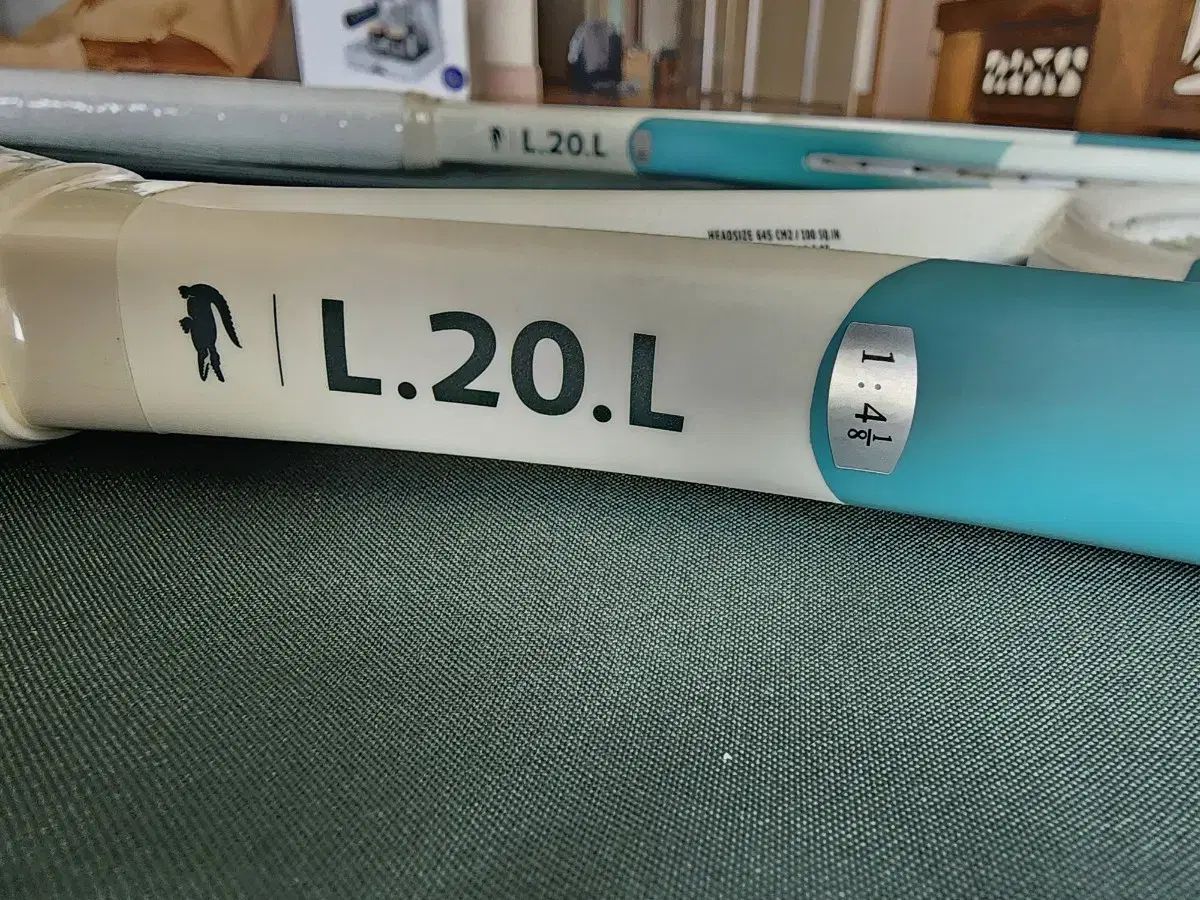 L.20.L
HEADSIZE 645 CM2 / 100 SQ.IN
L.20.L
1 : 4 1/8